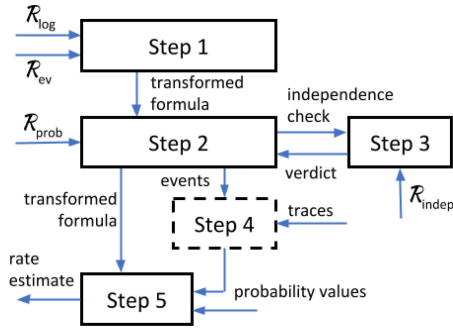 R_log
Step 1
R_ev
transformed
formula
independence
check
R_prob
Step 2
Step 3
verdict
events
transformed
formula
R_indep
traces
Step 4
rate
estimate
Step 5
probability values